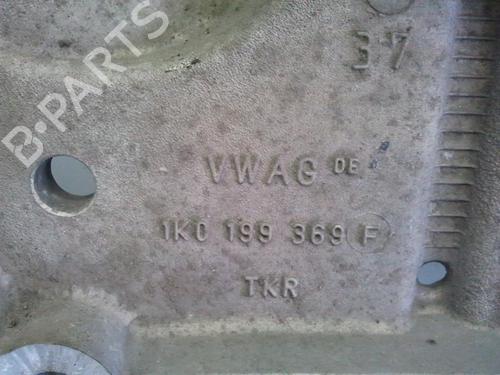 B-PARTS
37
VWAG DE
1K0 199 369 F
TKR